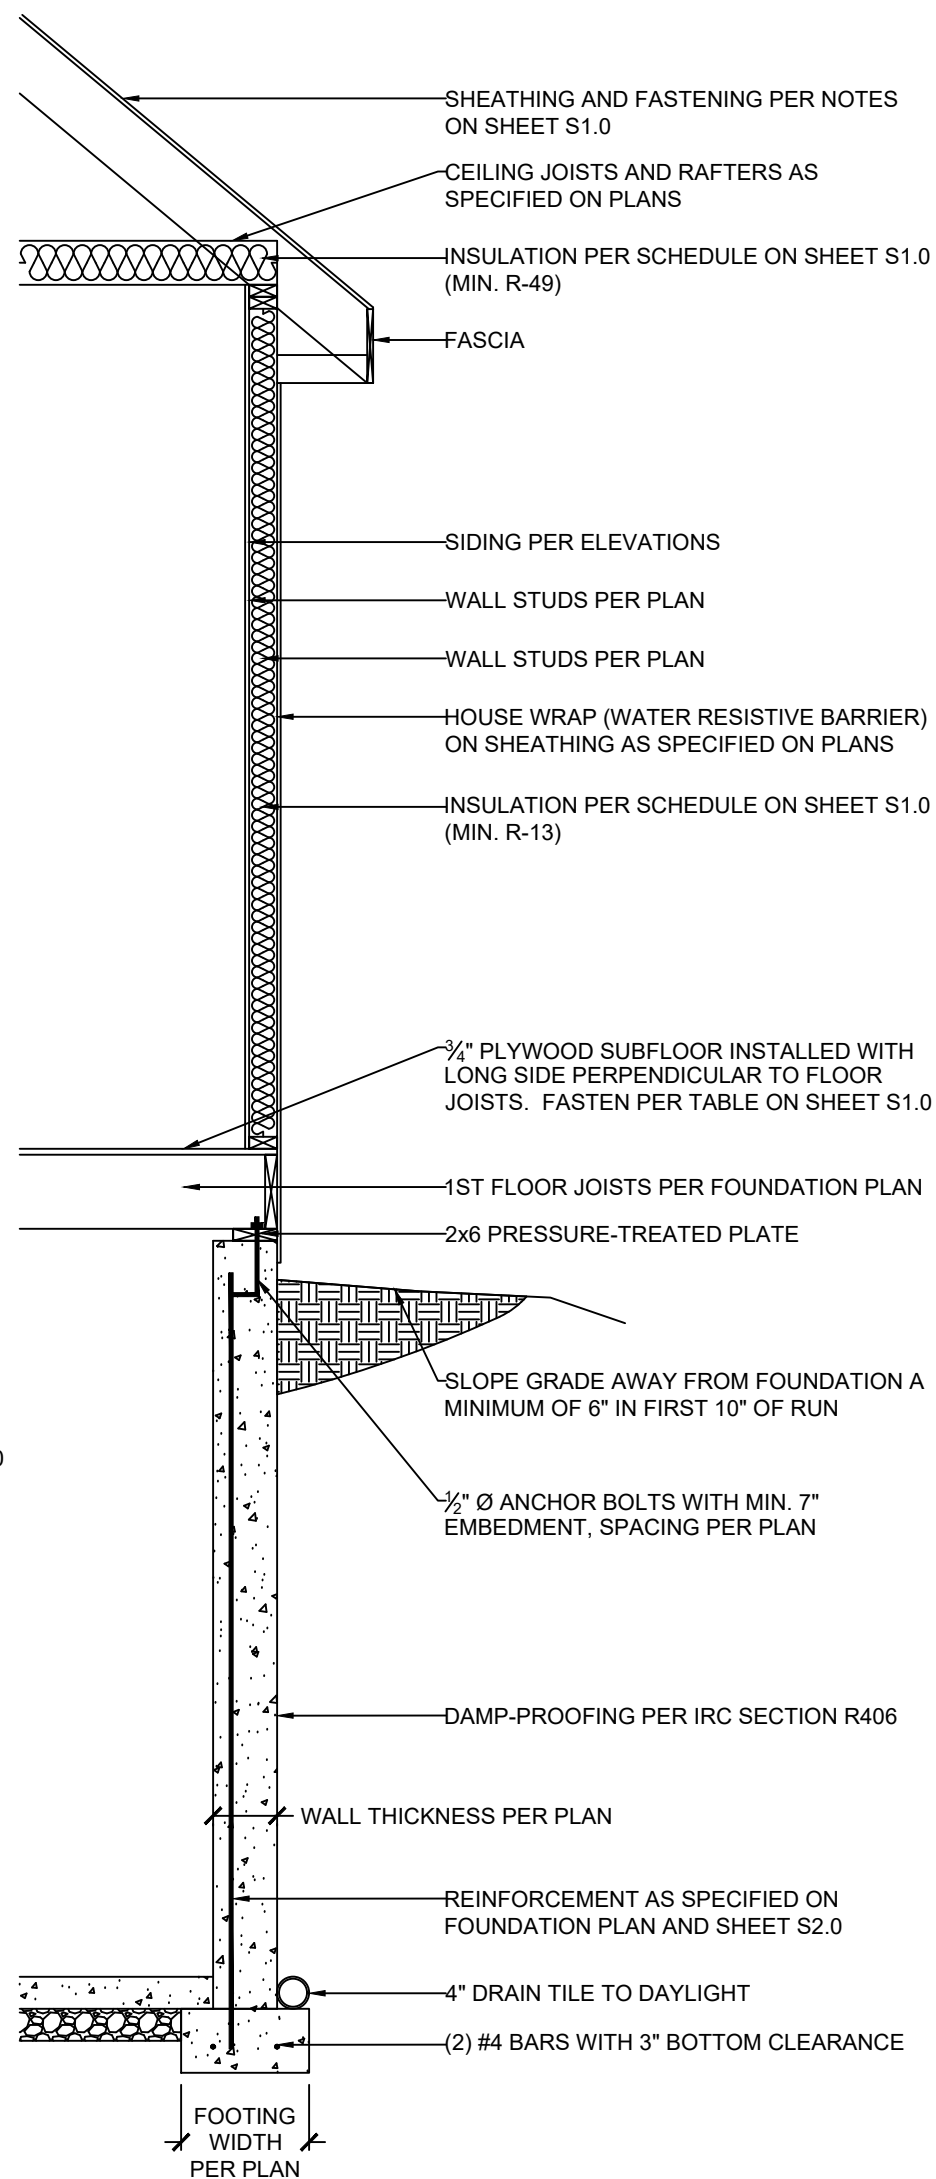 SHEATHING AND FASTENING PER NOTES
ON SHEET S1.0
CEILING JOISTS AND RAFTERS AS
SPECIFIED ON PLANS
INSULATION PER SCHEDULE ON SHEET S1.0
(MIN. R-49)
FASCIA
SIDING PER ELEVATIONS
WALL STUDS PER PLAN
WALL STUDS PER PLAN
HOUSE WRAP (WATER RESISTIVE BARRIER)
ON SHEATHING AS SPECIFIED ON PLANS
INSULATION PER SCHEDULE ON SHEET S1.0
(MIN. R-13)
¾" PLYWOOD SUBFLOOR INSTALLED WITH
LONG SIDE PERPENDICULAR TO FLOOR
JOISTS. FASTEN PER TABLE ON SHEET S1.0
1ST FLOOR JOISTS PER FOUNDATION PLAN
2x6 PRESSURE-TREATED PLATE
SLOPE GRADE AWAY FROM FOUNDATION A
MINIMUM OF 6" IN FIRST 10" OF RUN
½" Ø ANCHOR BOLTS WITH MIN. 7"
EMBEDMENT, SPACING PER PLAN
DAMP-PROOFING PER IRC SECTION R406
WALL THICKNESS PER PLAN
REINFORCEMENT AS SPECIFIED ON
FOUNDATION PLAN AND SHEET S2.0
4" DRAIN TILE TO DAYLIGHT
(2) #4 BARS WITH 3" BOTTOM CLEARANCE
FOOTING
WIDTH
PER PLAN